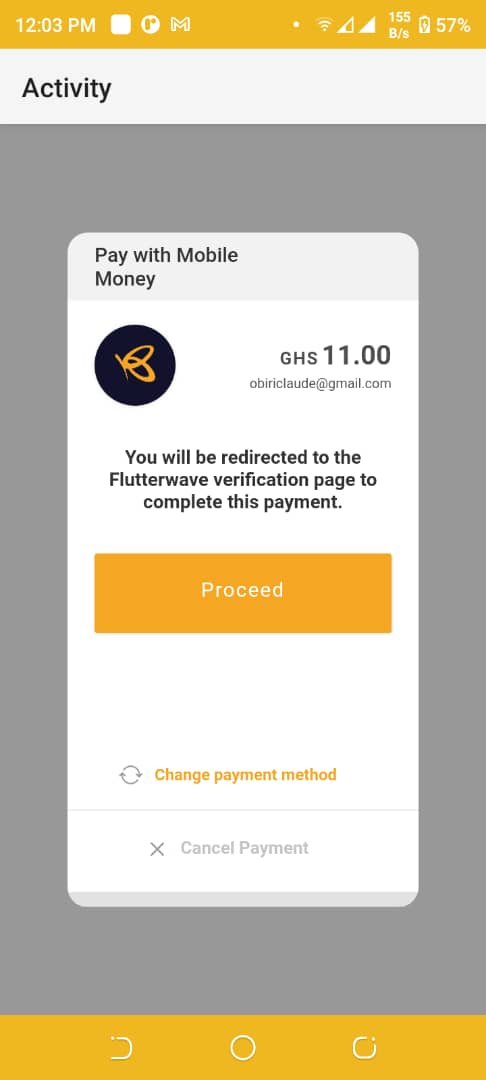 12:03 PM
155
B/s
57%
Activity
Pay with Mobile
Money
GHS 11.00
obiriclaude@gmail.com
You will be redirected to the
Flutterwave verification page to
complete this payment.
Proceed
Change payment method
Cancel Payment